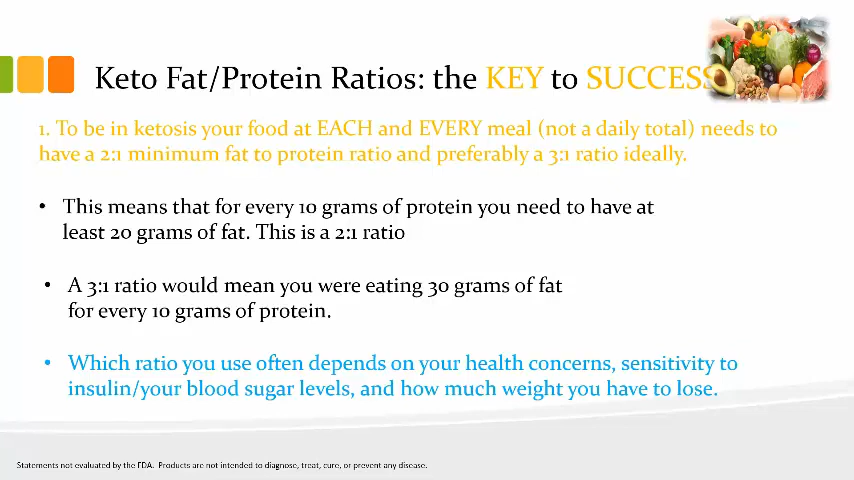 Keto Fat/Protein Ratios: the KEY to SUCCESS
1. To be in ketosis your food at EACH and EVERY meal (not a daily total) needs to
have a 2:1 minimum fat to protein ratio and preferably a 3:1 ratio ideally.
• This means that for every 10 grams of protein you need to have at
least 20 grams of fat. This is a 2:1 ratio
• A 3:1 ratio would mean you were eating 30 grams of fat
for every 10 grams of protein.
• Which ratio you use often depends on your health concerns, sensitivity to
insulin/your blood sugar levels, and how much weight you have to lose.
Statements not evaluated by the FDA. Products are not intended to diagnose, treat, cure, or prevent any disease.